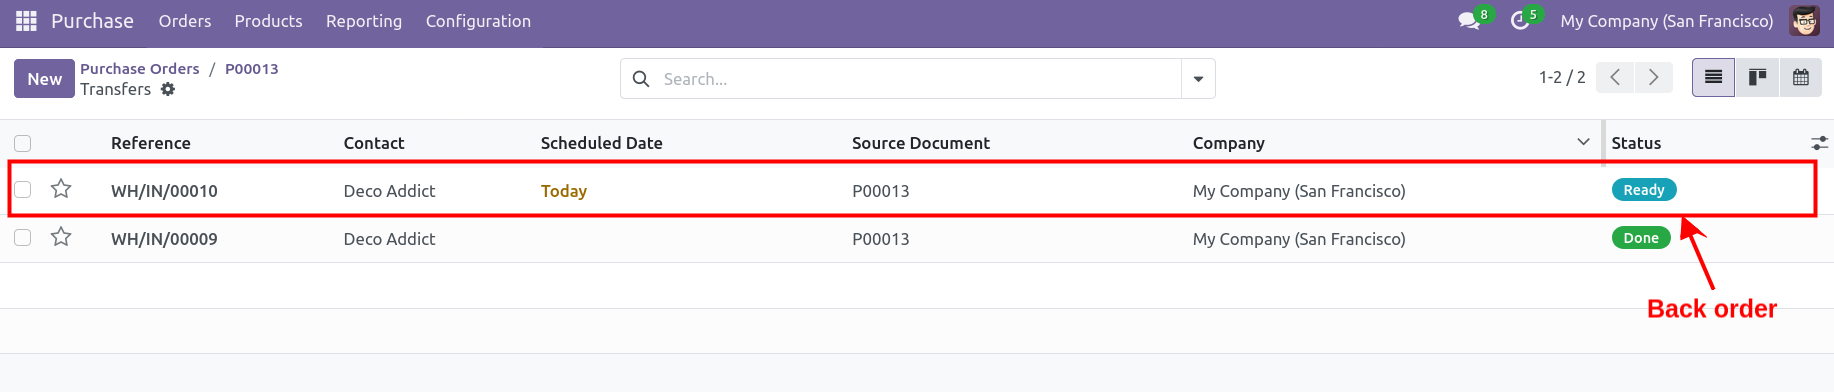 Purchase Orders Products Reporting Configuration 8 5 My Company (San Francisco)
New Purchase Orders / P00013
Transfers
Search...
1-2 / 2
Reference Contact Scheduled Date Source Document Company Status
WH/IN/00010 Deco Addict Today P00013 My Company (San Francisco) Ready
WH/IN/00009 Deco Addict P00013 My Company (San Francisco) Done
Back order